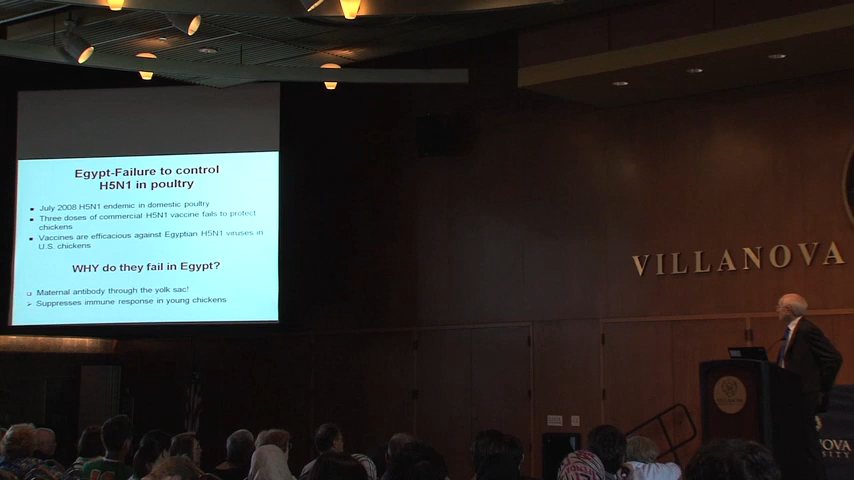 Egypt-Failure to control
H5N1 in poultry
July 2008 H5N1 endemic in domestic poultry
Three doses of commercial H5N1 vaccine fails to protect
chickens
Vaccines are efficacious against Egyptian H5N1 viruses in
U.S. chickens
WHY do they fail in Egypt?
Maternal antibody through the yolk sac!
Suppresses immune response in young chickens
VILLANOVA
VILLANOVA